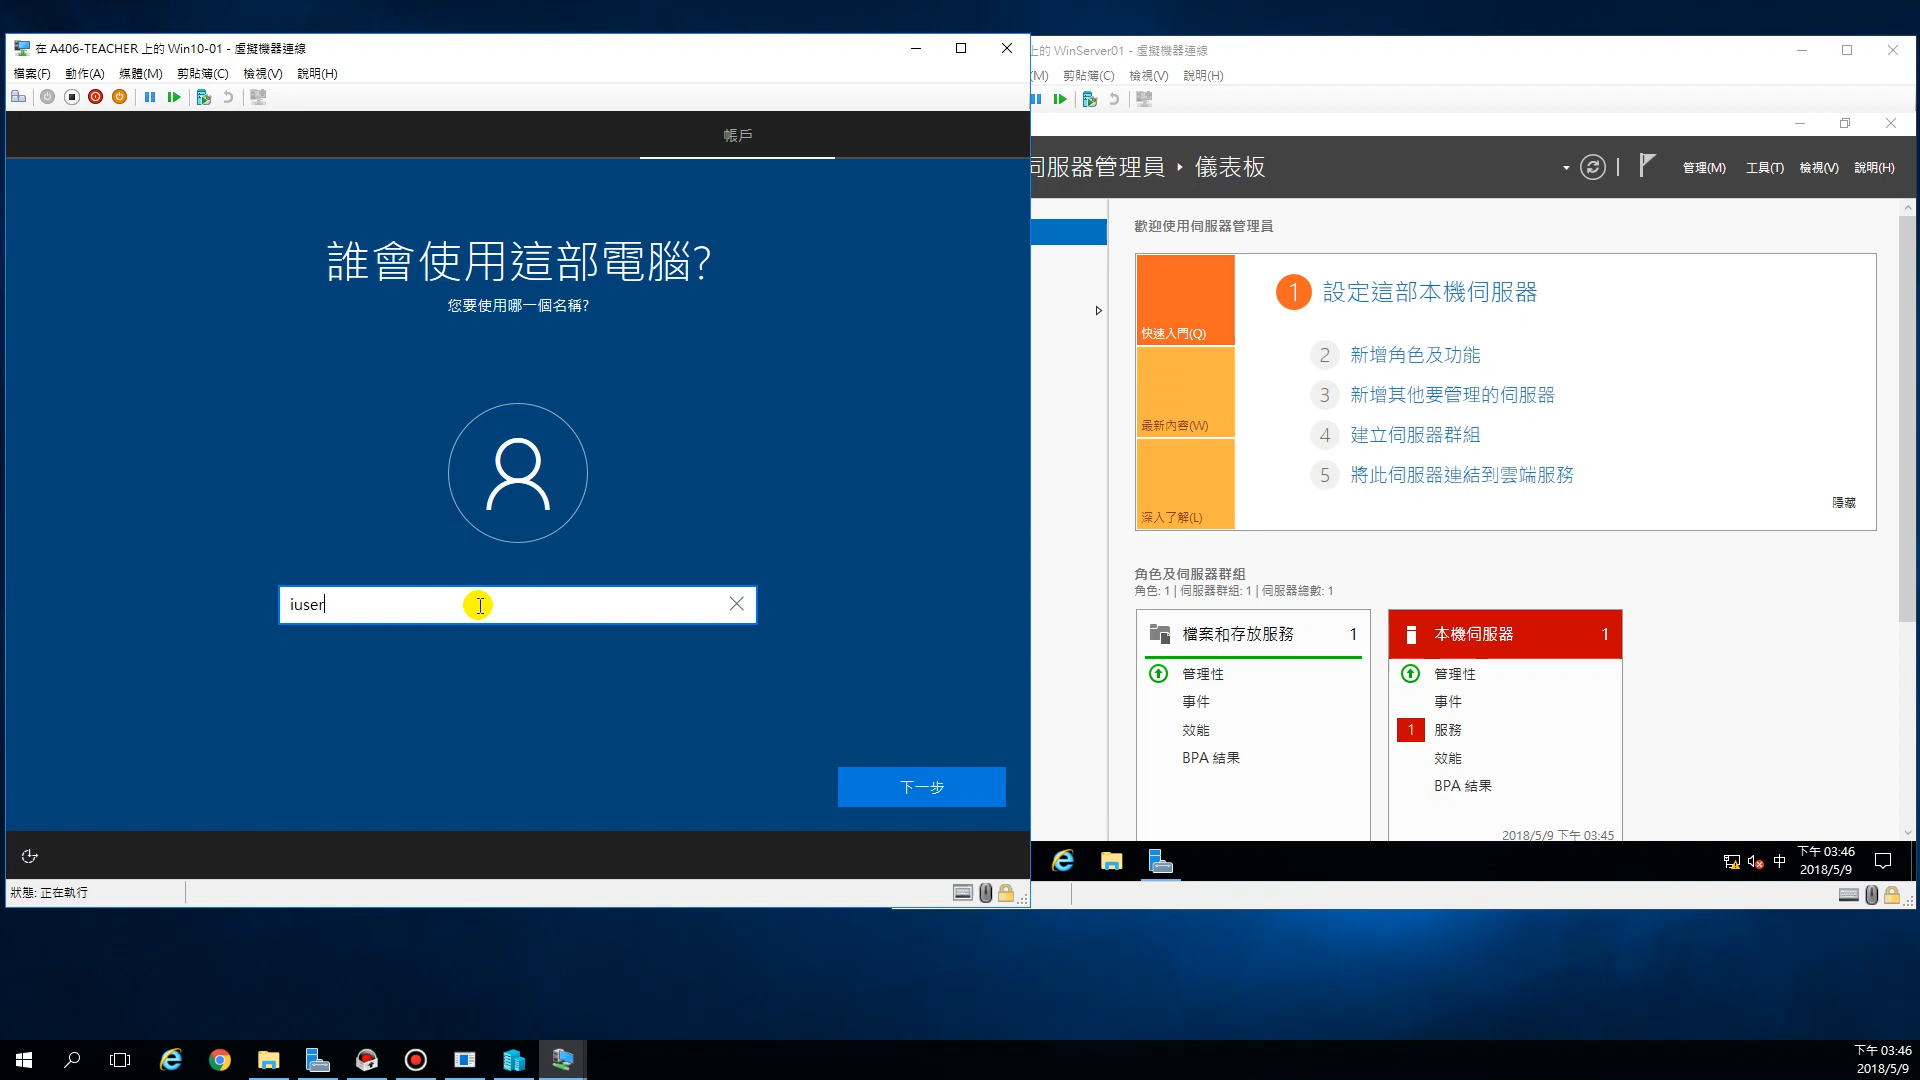 在 A406-TEACHER 上的 Win10-01 - 虛擬機器連線
檔案(F) 動作(A) 媒體(M) 剪貼簿(C) 檢視(V) 說明(H)
帳戶
誰會使用這部電腦?
您要使用哪一個名稱?
iuser
下一步
狀態: 正在執行
上的 WinServer01 - 虛擬機器連線
(M) 剪貼簿(C) 檢視(V) 說明(H)
伺服器管理員 ‣ 儀表板
管理(M) 工具(T) 檢視(V) 說明(H)
歡迎使用伺服器管理員
快速入門(Q)
最新內容(W)
深入了解(L)
1 設定這部本機伺服器
2 新增角色及功能
3 新增其他要管理的伺服器
4 建立伺服器群組
5 將此伺服器連結到雲端服務
隱藏
角色及伺服器群組
角色: 1 | 伺服器群組: 1 | 伺服器總數: 1
檔案和存放服務 1
管理性
事件
效能
BPA 結果
本機伺服器 1
管理性
事件
1 服務
效能
BPA 結果
2018/5/9 下午 03:45
中
下午 03:46
2018/5/9
下午 03:46
2018/5/9